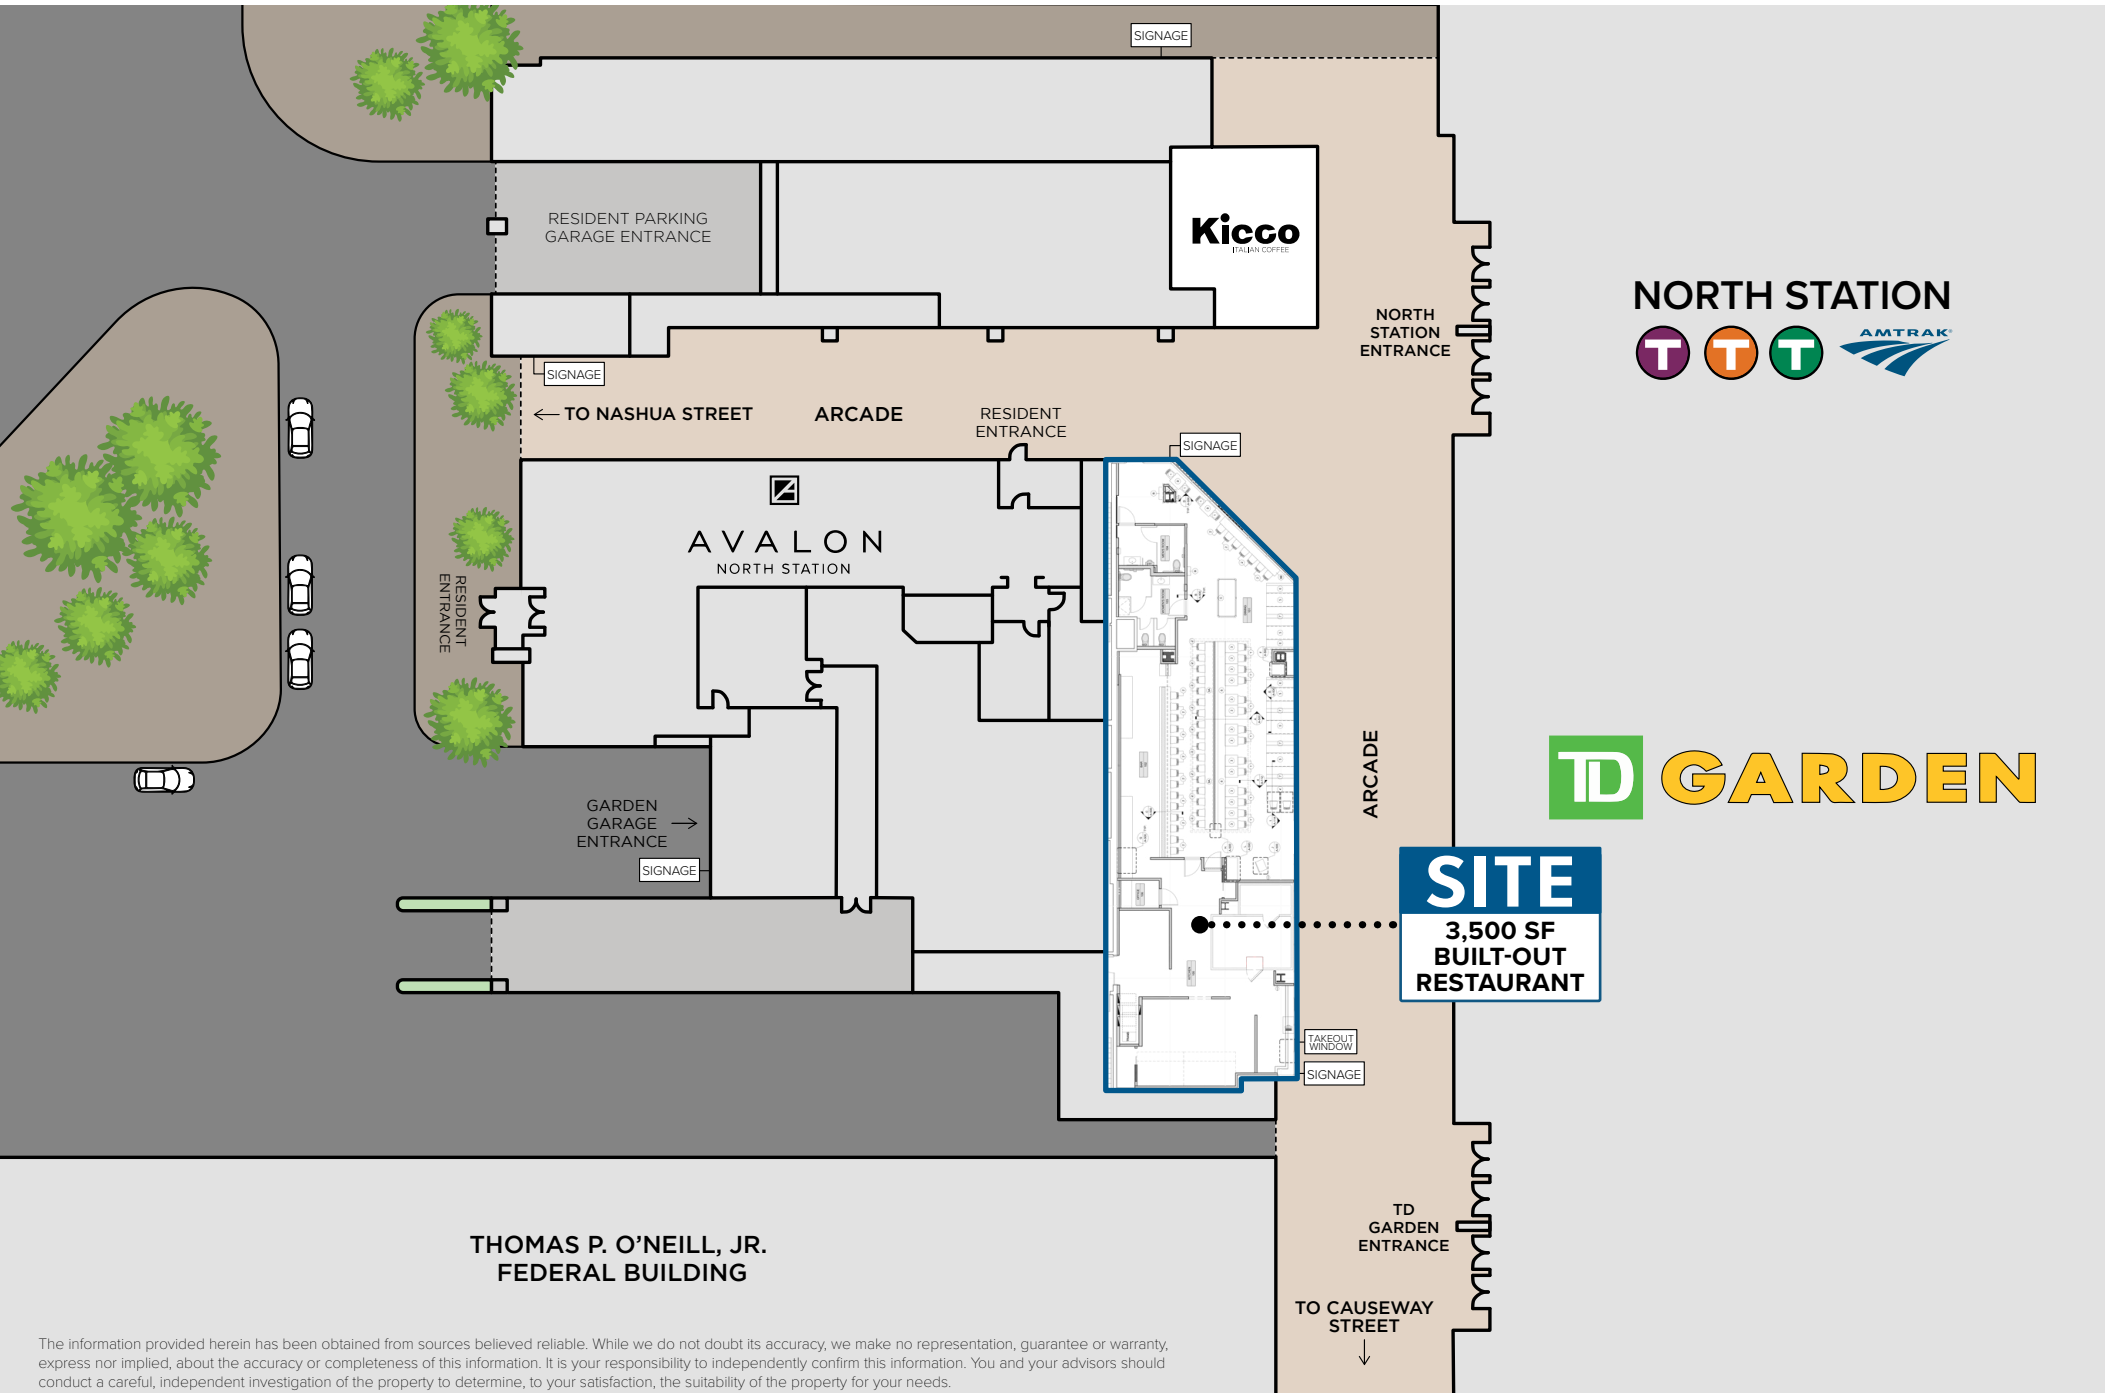 SIGNAGE
RESIDENT PARKING
GARAGE ENTRANCE
Kicco
ITALIAN COFFEE
NORTH
STATION
ENTRANCE
NORTH STATION
T T T AMTRAK
SIGNAGE
← TO NASHUA STREET
ARCADE
RESIDENT
ENTRANCE
SIGNAGE
AVALON
NORTH STATION
RESIDENT
ENTRANCE
ARCADE
TD GARDEN
GARDEN
GARAGE →
ENTRANCE
SIGNAGE
SITE
3,500 SF
BUILT-OUT
RESTAURANT
TAKEOUT
WINDOW
SIGNAGE
TD
GARDEN
ENTRANCE
THOMAS P. O'NEILL, JR.
FEDERAL BUILDING
TO CAUSEWAY
STREET
↓
The information provided herein has been obtained from sources believed reliable. While we do not doubt its accuracy, we make no representation, guarantee or warranty,
express nor implied, about the accuracy or completeness of this information. It is your responsibility to independently confirm this information. You and your advisors should
conduct a careful, independent investigation of the property to determine, to your satisfaction, the suitability of the property for your needs.